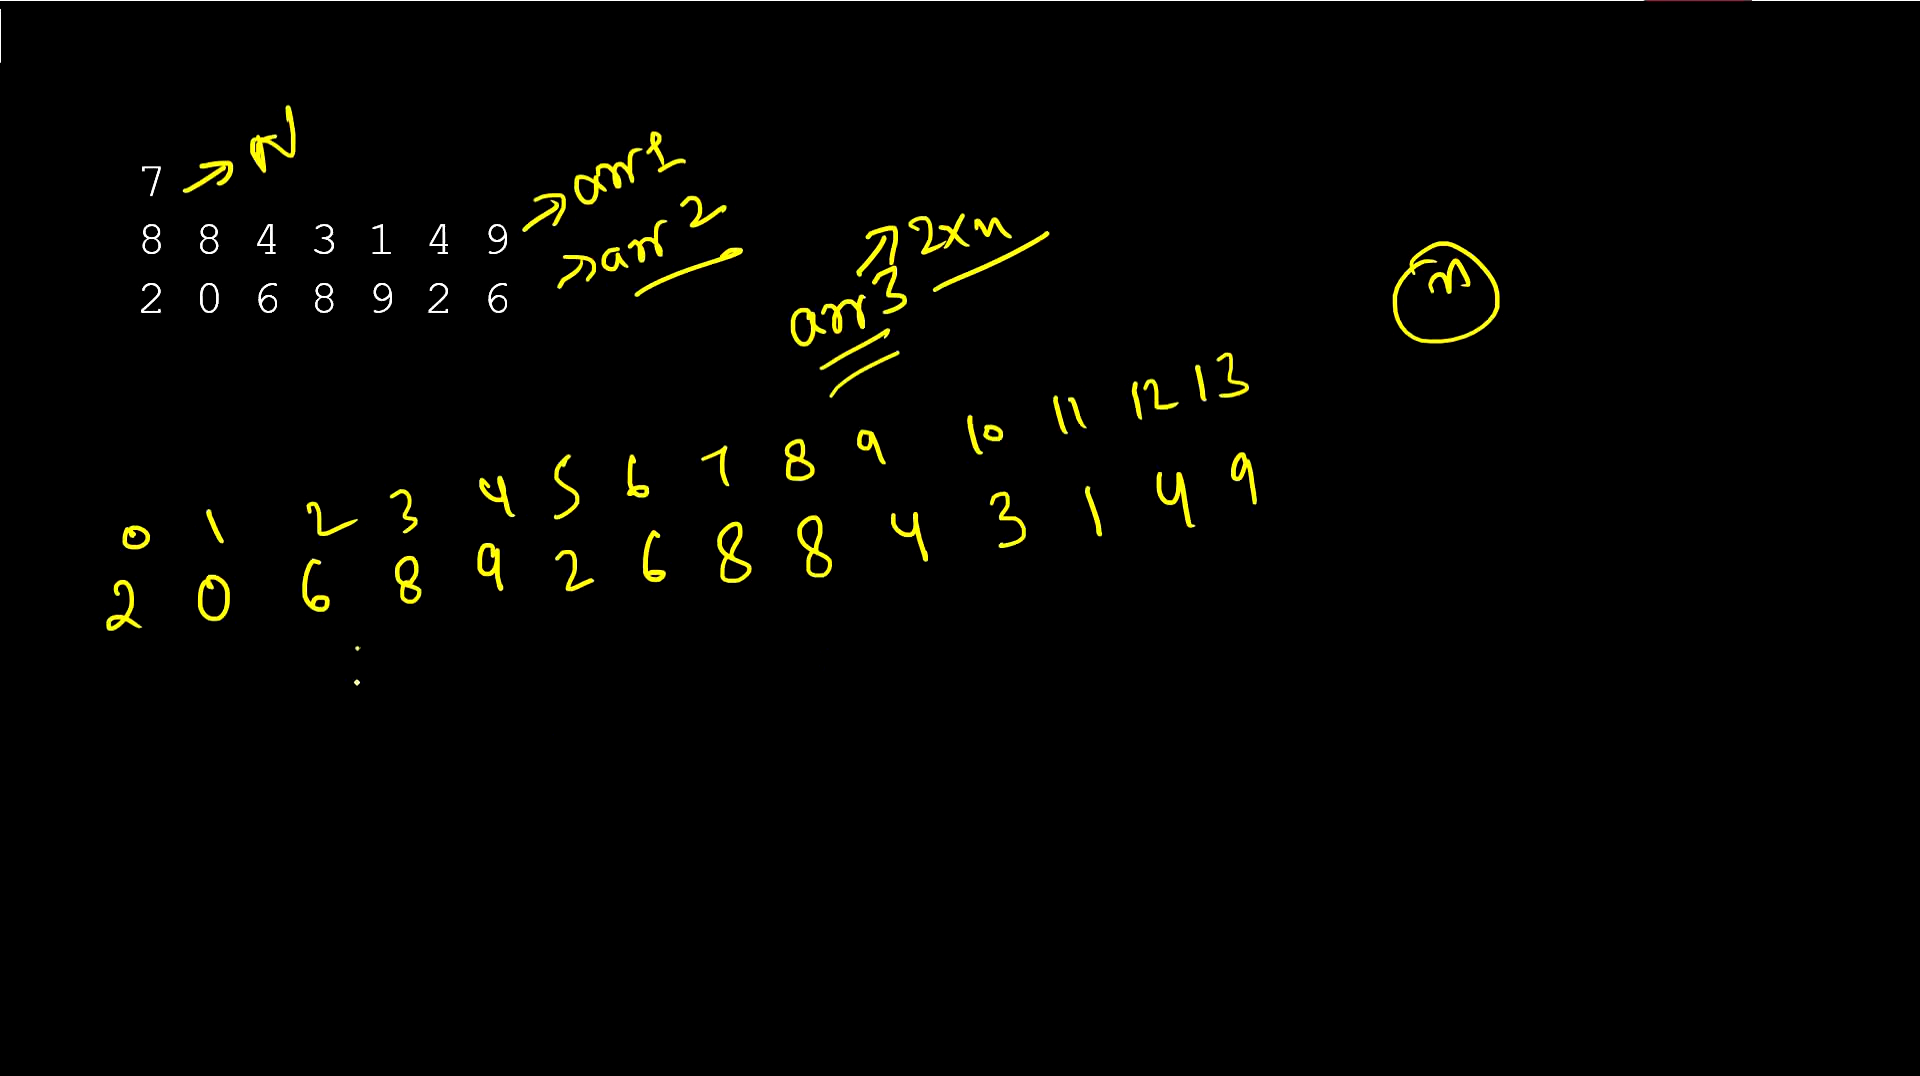 7 → N
8 8 4 3 1 4 9 → arr1
2 0 6 8 9 2 6 → arr2
arr3 → 2xn
n
0 1 2 3 4 5 6 7 8 9 10 11 12 13
2 0 6 8 9 2 6 8 8 4 3 1 4 9